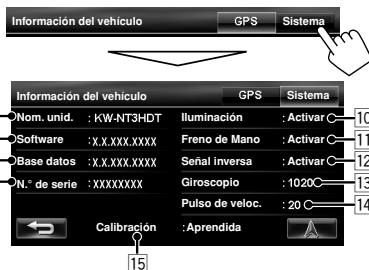 Información del vehículo GPS Sistema
Información del vehículo GPS Sistema
Nom. unid. : KW-NT3HDT Iluminación : Activar 10
Software : X.X.XXX.XXXX Freno de Mano : Activar 11
Base datos : X.X.XXX.XXXX Señal inversa : Activar 12
N.° de serie : XXXXXXXX Giroscopio : 1020 13
Pulso de veloc. : 20 14
Calibración : Aprendida
15